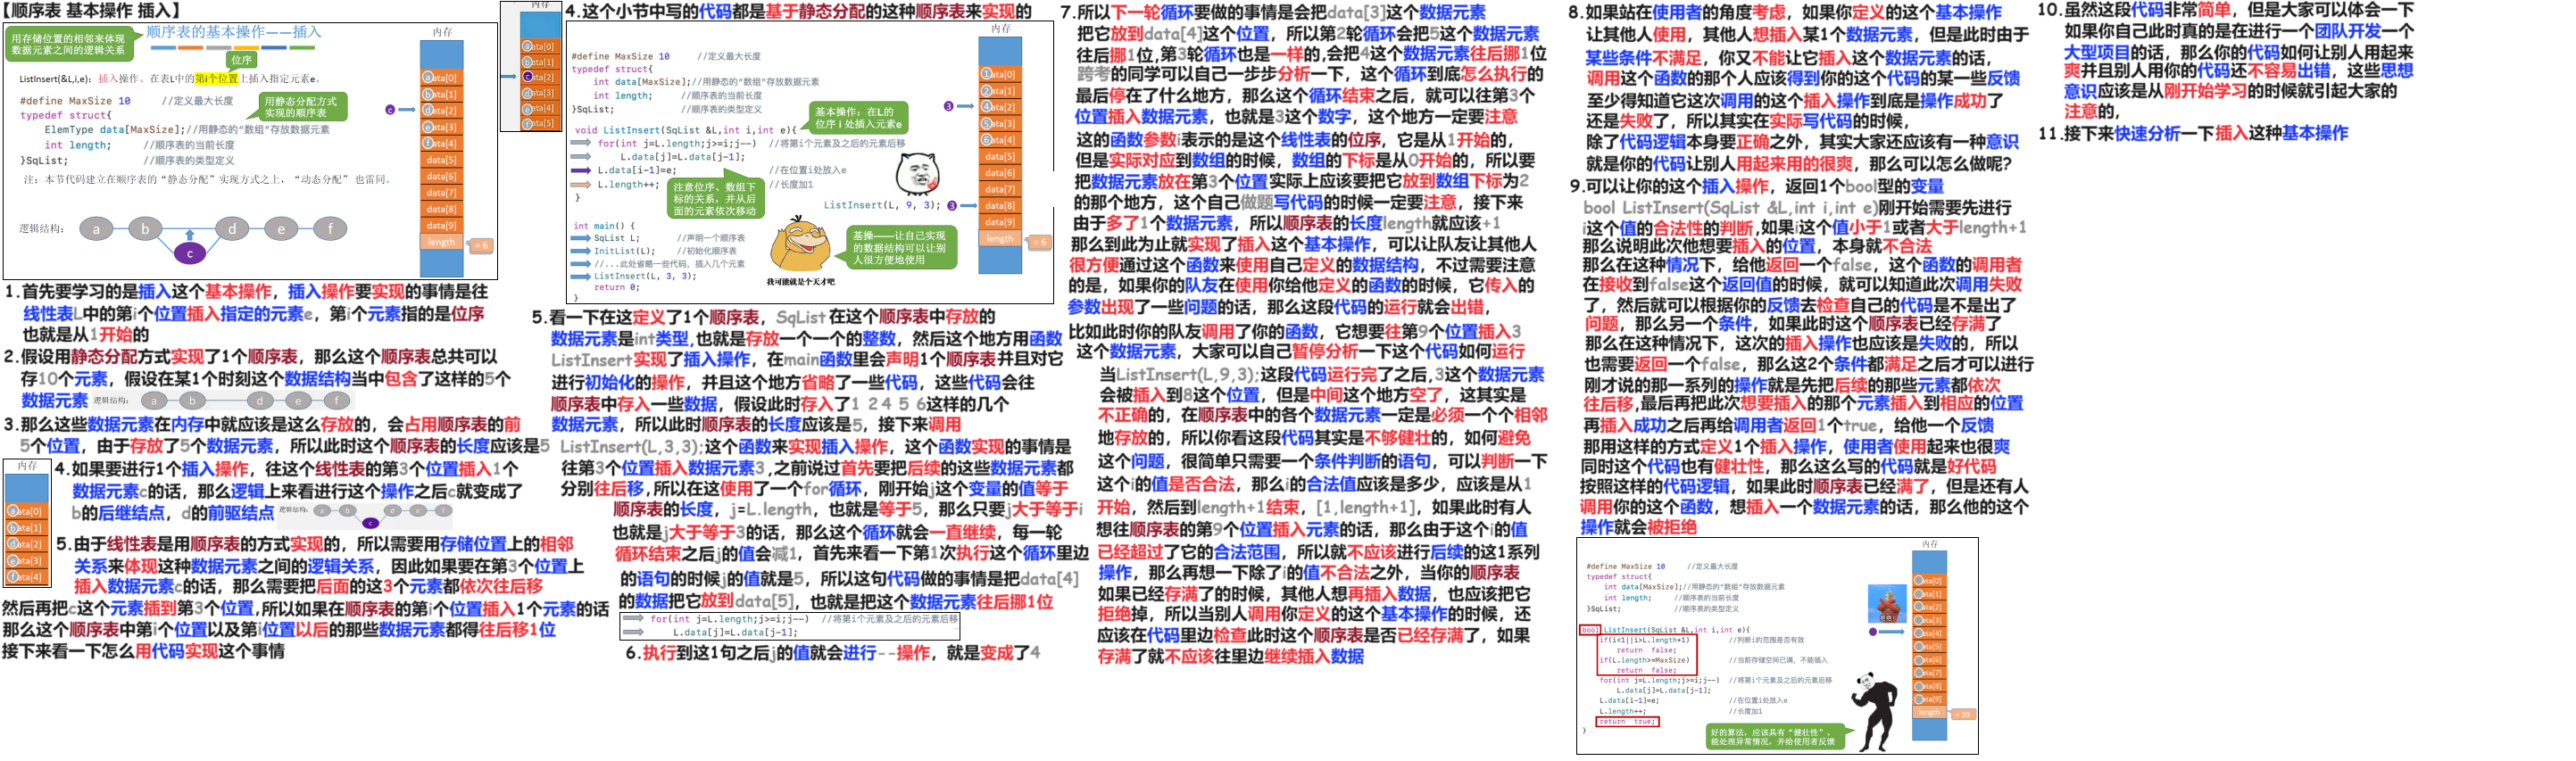 【顺序表 基本操作 插入】
用存储位置的相邻来体现
数据元素之间的逻辑关系
顺序表的基本操作——插入
位序
ListInsert(&L,i,e): 插入操作。在表L中的第i个位置上插入指定元素e。
#define MaxSize 10 //定义最大长度
typedef struct{
ElemType data[MaxSize];//用静态的“数组”存放数据元素
int length; //顺序表的当前长度
}SqList; //顺序表的类型定义
用静态分配方式
实现的顺序表
注：本节代码建立在顺序表的“静态分配”实现方式之上，“动态分配”也雷同。
逻辑结构：
a b d e f
c
内存
a data[0]
b data[1]
c d data[2]
e data[3]
f data[4]
data[5]
data[6]
data[7]
data[8]
data[9]
length = 6
1.首先要学习的是插入这个基本操作，插入操作要实现的事情是往
线性表L中的第i个位置插入指定的元素e，第i个元素指的是位序
也就是从1开始的
2.假设用静态分配方式实现了1个顺序表，那么这个顺序表总共可以
存10个元素，假设在某1个时刻这个数据结构当中包含了这样的5个
数据元素 逻辑结构： a b d e f
3.那么这些数据元素在内存中就应该是这么存放的，会占用顺序表的前
5个位置，由于存放了5个数据元素，所以此时这个顺序表的长度应该是5
内存
a data[0]
b data[1]
d data[2]
e data[3]
f data[4]
4.如果要进行1个插入操作，往这个线性表的第3个位置插入1个
数据元素c的话，那么逻辑上来看进行这个操作之后c就变成了
b的后继结点，d的前驱结点 逻辑结构： a b d e f
c
5.由于线性表是用顺序表的方式实现的，所以需要用存储位置上的相邻
关系来体现这种数据元素之间的逻辑关系，因此如果要在第3个位置上
插入数据元素c的话，那么需要把后面的这3个元素都依次往后移
然后再把c这个元素插到第3个位置,所以如果在顺序表的第i个位置插入1个元素的话
那么这个顺序表中第i个位置以及第i位置以后的那些数据元素都得往后移1位
接下来看一下怎么用代码实现这个事情
内存
a data[0]
b data[1]
c data[2]
d data[3]
e data[4]
f data[5]
4.这个小节中写的代码都是基于静态分配的这种顺序表来实现的
#define MaxSize 10 //定义最大长度
typedef struct{
int data[MaxSize];//用静态的“数组”存放数据元素
int length; //顺序表的当前长度
}SqList; //顺序表的类型定义
基本操作：在L的
位序 i 处插入元素e
void ListInsert(SqList &L,int i,int e){
for(int j=L.length;j>=i;j--) //将第i个元素及之后的元素后移
L.data[j]=L.data[j-1];
L.data[i-1]=e; //在位置i处放入e
L.length++; //长度加1
}
注意位序、数组下
标的关系，并从后
面的元素依次移动
ListInsert(L, 9, 3); 3
int main() {
SqList L; //声明一个顺序表
InitList(L); //初始化顺序表
//...此处省略一些代码，插入几个元素
ListInsert(L, 3, 3);
return 0;
}
基操——让自己实现
的数据结构可以让别
人很方便地使用
我可能就是个天才吧
内存
1 data[0]
2 data[1]
3 4 data[2]
5 data[3]
6 data[4]
data[5]
data[6]
data[7]
data[8]
data[9]
length = 6
5.看一下在这定义了1个顺序表，SqList在这个顺序表中存放的
数据元素是int类型,也就是存放一个一个的整数，然后这个地方用函数
ListInsert实现了插入操作，在main函数里会声明1个顺序表并且对它
进行初始化的操作，并且这个地方省略了一些代码，这些代码会往
顺序表中存入一些数据，假设此时存入了1 2 4 5 6这样的几个
数据元素，所以此时顺序表的长度应该是5，接下来调用
ListInsert(L,3,3);这个函数来实现插入操作，这个函数实现的事情是
往第3个位置插入数据元素3,之前说过首先要把后续的这些数据元素都
分别往后移,所以在这使用了一个for循环，刚开始j这个变量的值等于
顺序表的长度，j=L.length，也就是等于5，那么只要j大于等于i
也就是j大于等于3的话，那么这个循环就会一直继续，每一轮
循环结束之后j的值会减1，首先来看一下第1次执行这个循环里边
的语句的时候j的值就是5，所以这句代码做的事情是把data[4]
的数据把它放到data[5]，也就是把这个数据元素往后挪1位
for(int j=L.length;j>=i;j--) //将第i个元素及之后的元素后移
L.data[j]=L.data[j-1];
6.执行到这1句之后j的值就会进行--操作，就是变成了4
7.所以下一轮循环要做的事情是会把data[3]这个数据元素
把它放到data[4]这个位置，所以第2轮循环会把5这个数据元素
往后挪1位,第3轮循环也是一样的,会把4这个数据元素往后挪1位
跨考的同学可以自己一步步分析一下，这个循环到底怎么执行的
最后停在了什么地方，那么这个循环结束之后，就可以往第3个
位置插入数据元素，也就是3这个数字，这个地方一定要注意
这的函数参数i表示的是这个线性表的位序，它是从1开始的，
但是实际对应到数组的时候，数组的下标是从0开始的，所以要
把数据元素放在第3个位置实际上应该要把它放到数组下标为2
的那个地方，这个自己做题写代码的时候一定要注意，接下来
由于多了1个数据元素，所以顺序表的长度length就应该+1
那么到此为止就实现了插入这个基本操作，可以让队友让其他人
很方便通过这个函数来使用自己定义的数据结构，不过需要注意
的是，如果你的队友在使用你给他定义的函数的时候，它传入的
参数出现了一些问题的话，那么这段代码的运行就会出错，
比如此时你的队友调用了你的函数，它想要往第9个位置插入3
这个数据元素，大家可以自己暂停分析一下这个代码如何运行
当ListInsert(L,9,3);这段代码运行完了之后,3这个数据元素
会被插入到8这个位置，但是中间这个地方空了，这其实是
不正确的，在顺序表中的各个数据元素一定是必须一个个相邻
地存放的，所以你看这段代码其实是不够健壮的，如何避免
这个问题，很简单只需要一个条件判断的语句，可以判断一下
这个i的值是否合法，那么i的合法值应该是多少，应该是从1
开始，然后到length+1结束，[1,length+1]，如果此时有人
想往顺序表的第9个位置插入元素的话，那么由于这个i的值
已经超过了它的合法范围，所以就不应该进行后续的这1系列
操作，那么再想一下除了i的值不合法之外，当你的顺序表
如果已经存满了的时候，其他人想再插入数据，也应该把它
拒绝掉，所以当别人调用你定义的这个基本操作的时候，还
应该在代码里边检查此时这个顺序表是否已经存满了，如果
存满了就不应该往里边继续插入数据
8.如果站在使用者的角度考虑，如果你定义的这个基本操作
让其他人使用，其他人想插入某1个数据元素，但是此时由于
某些条件不满足，你又不能让它插入这个数据元素的话，
调用这个函数的那个人应该得到你的这个代码的某一些反馈
至少得知道它这次调用的这个插入操作到底是操作成功了
还是失败了，所以其实在实际写代码的时候，
除了代码逻辑本身要正确之外，其实大家还应该有一种意识
就是你的代码让别人用起来用的很爽，那么可以怎么做呢?
9.可以让你的这个插入操作，返回1个bool型的变量
bool ListInsert(SqList &L,int i,int e)刚开始需要先进行
i这个值的合法性的判断,如果i这个值小于1或者大于length+1
那么说明此次他想要插入的位置，本身就不合法
那么在这种情况下，给他返回一个false，这个函数的调用者
在接收到false这个返回值的时候，就可以知道此次调用失败
了，然后就可以根据你的反馈去检查自己的代码是不是出了
问题，那么另一个条件，如果此时这个顺序表已经存满了
那么在这种情况下，这次的插入操作也应该是失败的，所以
也需要返回一个false，那么这2个条件都满足之后才可以进行
刚才说的那一系列的操作就是先把后续的那些元素都依次
往后移,最后再把此次想要插入的那个元素插入到相应的位置
再插入成功之后再给调用者返回1个true，给他一个反馈
那用这样的方式定义1个插入操作，使用者使用起来也很爽
同时这个代码也有健壮性，那么这么写的代码就是好代码
按照这样的代码逻辑，如果此时顺序表已经满了，但是还有人
调用你的这个函数，想插入一个数据元素的话，那么他的这个
操作就会被拒绝
#define MaxSize 10 //定义最大长度
typedef struct{
int data[MaxSize];//用静态的“数组”存放数据元素
int length; //顺序表的当前长度
}SqList; //顺序表的类型定义
bool ListInsert(SqList &L,int i,int e){
if(i<1||i>L.length+1) //判断i的范围是否有效
return false;
if(L.length>=MaxSize) //当前存储空间已满，不能插入
return false;
for(int j=L.length;j>=i;j--) //将第i个元素及之后的元素后移
L.data[j]=L.data[j-1];
L.data[i-1]=e; //在位置i处放入e
L.length++; //长度加1
return true;
}
好的算法，应该具有“健壮性”，
能处理异常情况，并给使用者反馈
内存
data[0]
data[1]
data[2]
data[3]
data[4]
data[5]
data[6]
data[7]
data[8]
data[9]
length = 10
10.虽然这段代码非常简单，但是大家可以体会一下
如果你自己此时真的是在进行一个团队开发一个
大型项目的话，那么你的代码如何让别人用起来
爽并且别人用你的代码还不容易出错，这些思想
意识应该是从刚开始学习的时候就引起大家的
注意的，
11.接下来快速分析一下插入这种基本操作